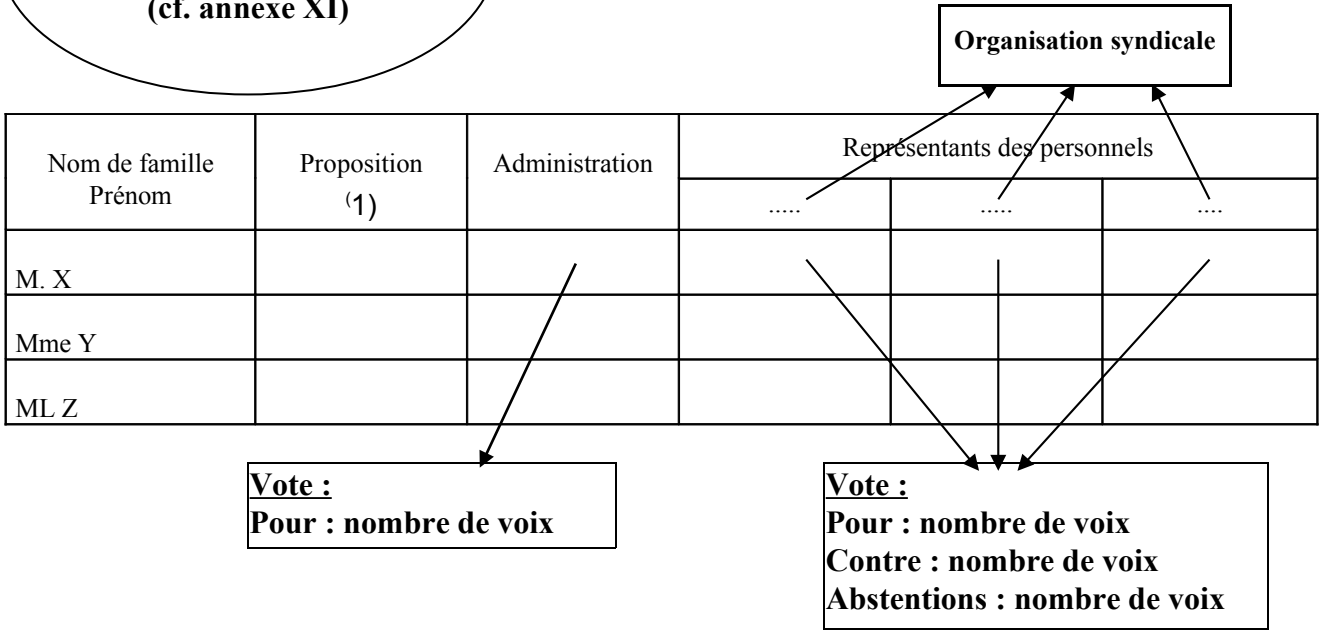 (cf. annexe XI)
Organisation syndicale
Nom de famille
Prénom
Proposition
(1)
Administration
Représentants des personnels
.....
.....
....
M. X
Mme Y
ML Z
Vote :
Pour : nombre de voix
Vote :
Pour : nombre de voix
Contre : nombre de voix
Abstentions : nombre de voix